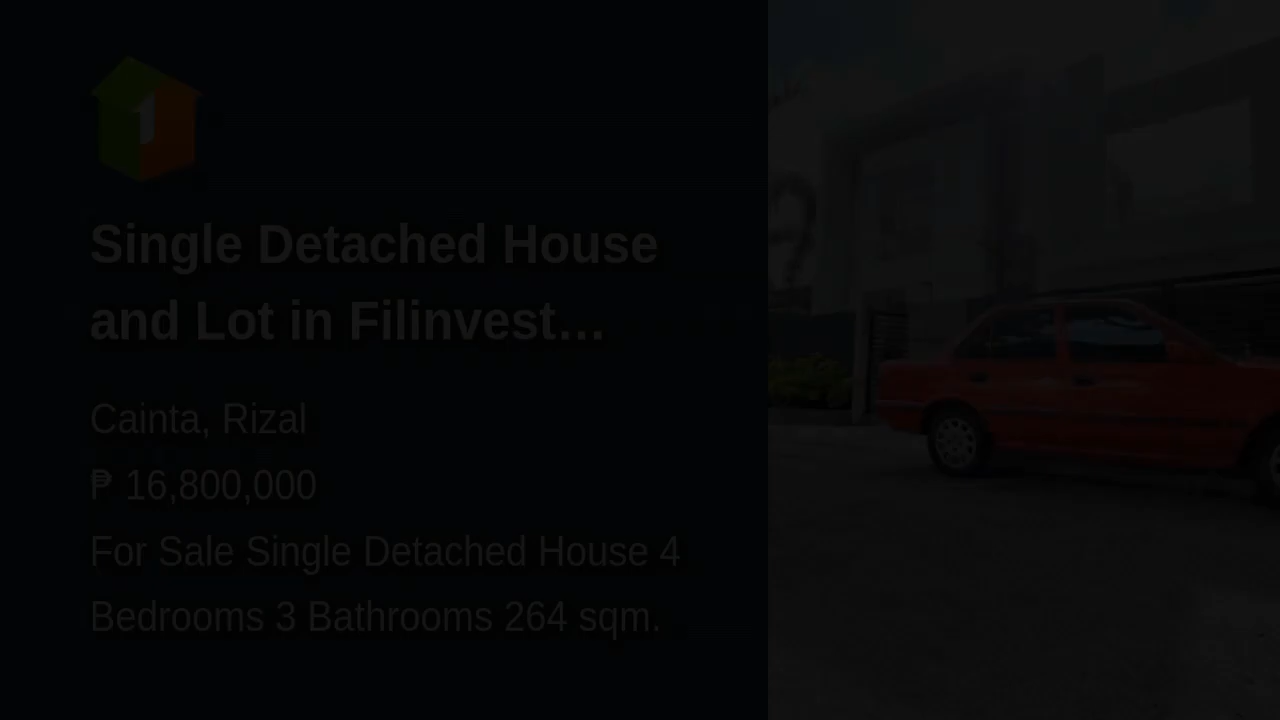 Single Detached House
and Lot in Filinvest...
Cainta, Rizal
₱ 16,800,000
For Sale Single Detached House 4
Bedrooms 3 Bathrooms 264 sqm.